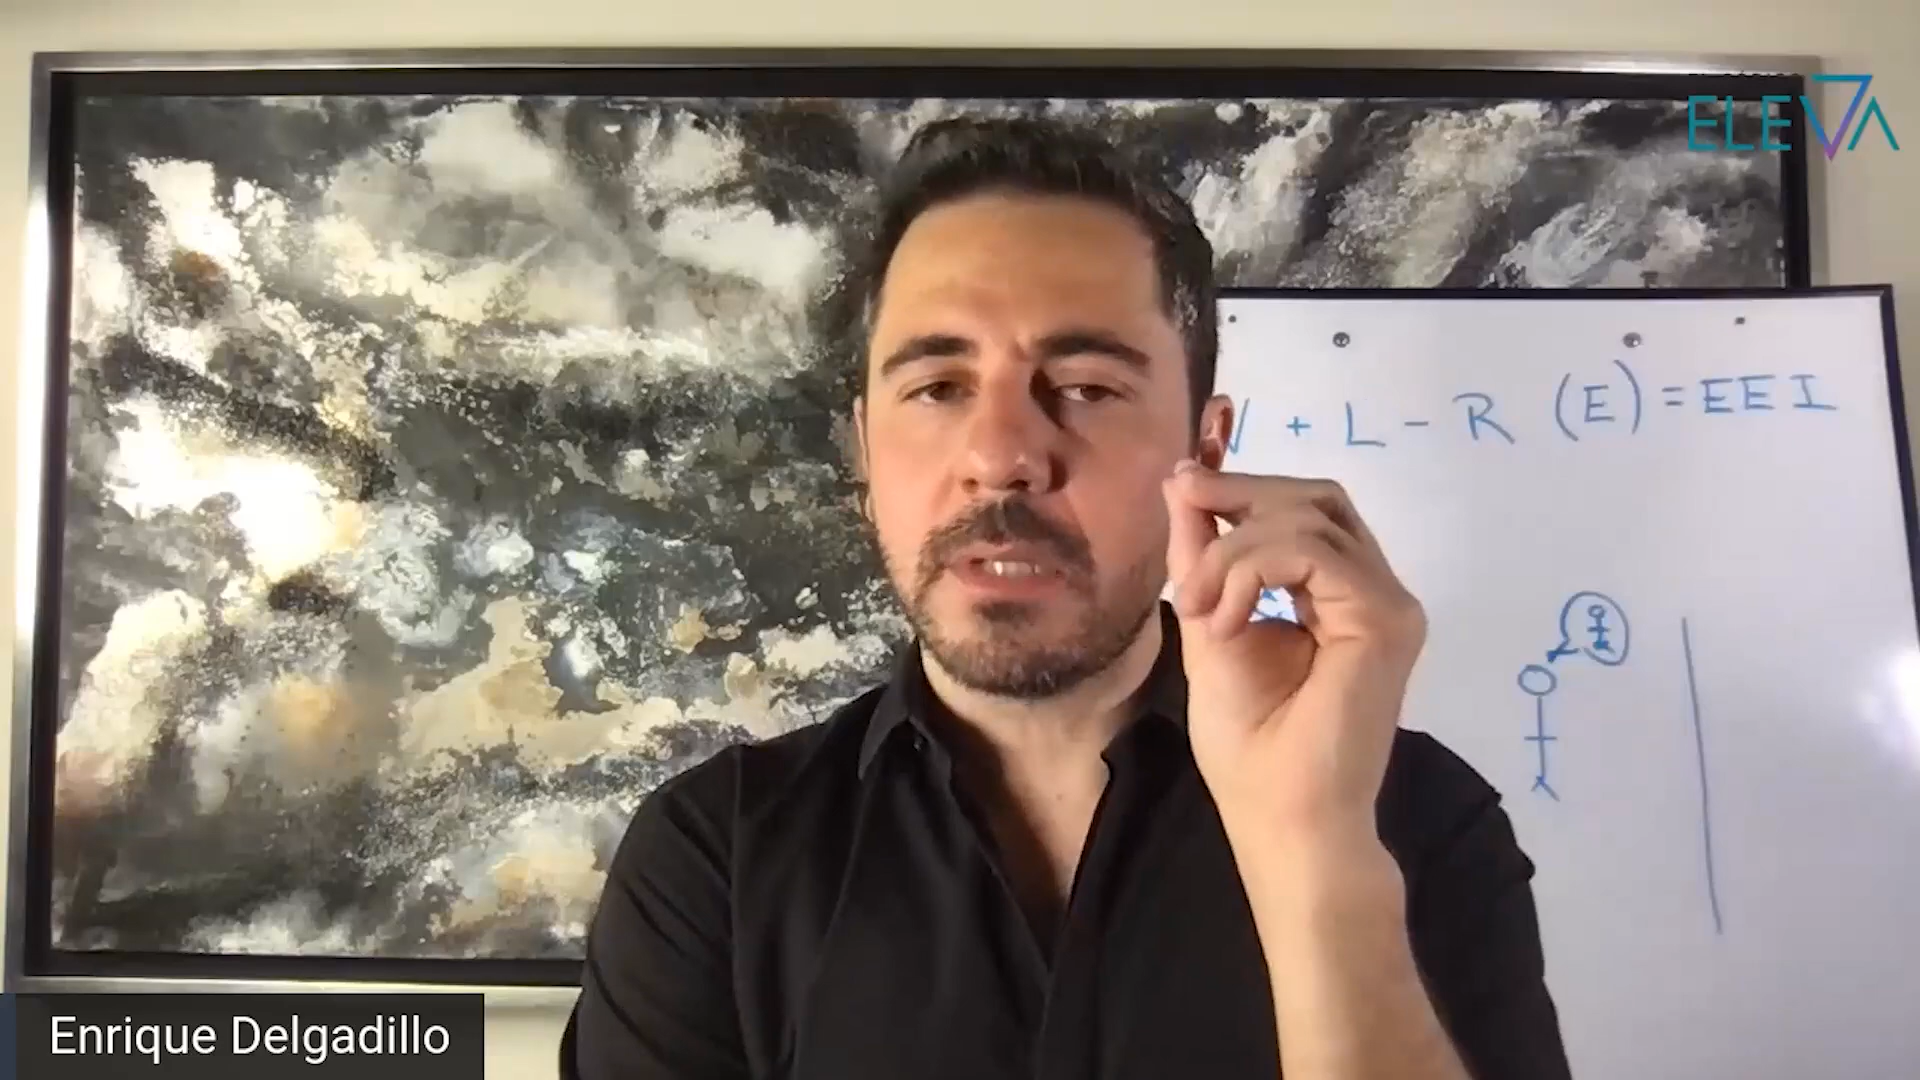 ELEVA
V + L - R (E) = EEI
Enrique Delgadillo